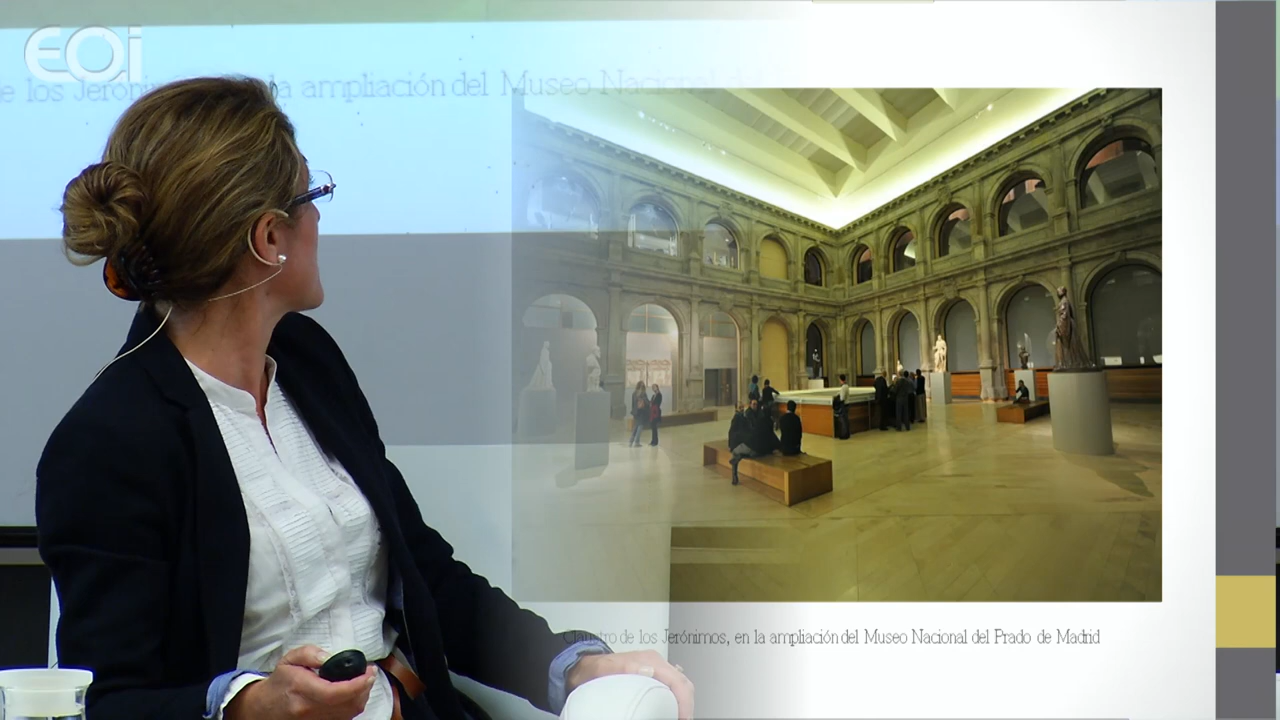 EOi
de los Jerónimos, en la ampliación del Museo Nacional del
Claustro de los Jerónimos, en la ampliación del Museo Nacional del Prado de Madrid